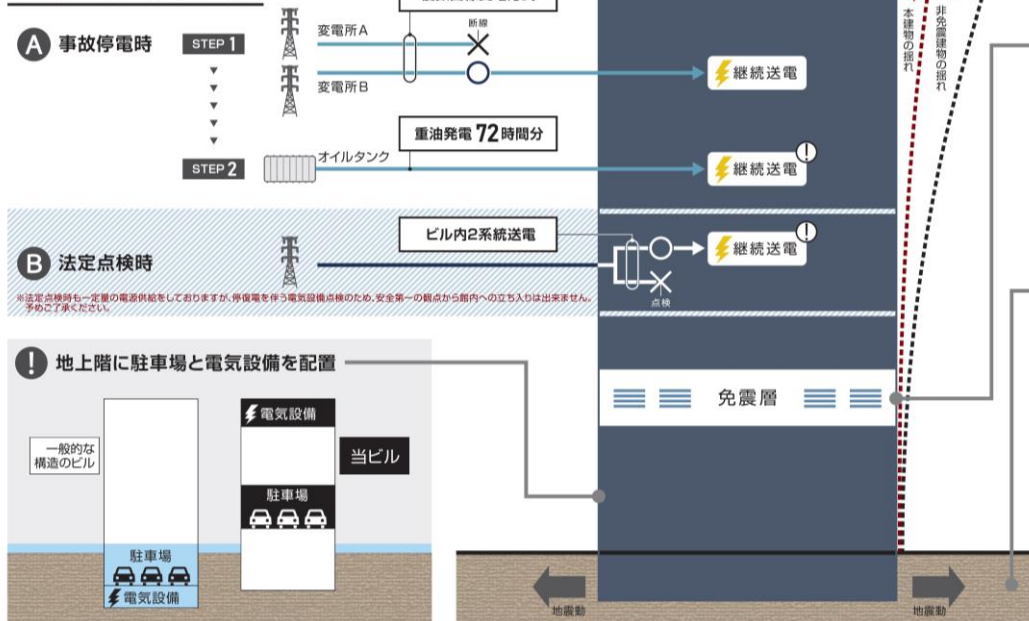 A 事故停電時
STEP 1
変電所A
断線
変電所B
継続送電
重油発電 72時間分
STEP 2
オイルタンク
継続送電
!
B 法定点検時
ビル内2系統送電
継続送電
!
点検
※法定点検時も一定量の電源供給をしておりますが、停復電を伴う電気設備点検のため、安全第一の観点から館内への立ち入りは出来ません。
予めご了承ください。
本建物の揺れ
非免震建物の揺れ
! 地上階に駐車場と電気設備を配置
一般的な
構造のビル
駐車場
電気設備
電気設備
駐車場
当ビル
免震層
地震動
地震動